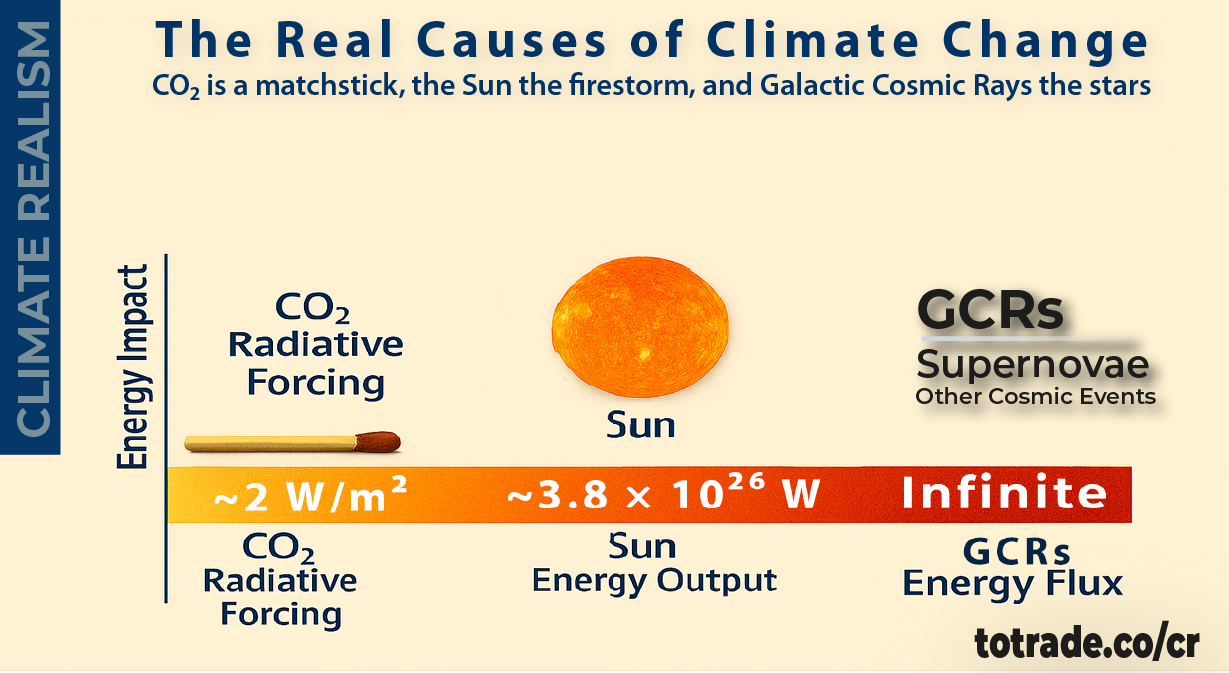 CLIMATE REALISM
The Real Causes of Climate Change
CO₂ is a matchstick, the Sun the firestorm, and Galactic Cosmic Rays the stars
Energy Impact
CO₂
Radiative
Forcing
Sun
GCRs
Supernovae
Other Cosmic Events
~2 W/m²
~3.8 × 10²⁶ W
Infinite
CO₂
Radiative
Forcing
Sun
Energy Output
GCRs
Energy Flux
totrade.co/cr